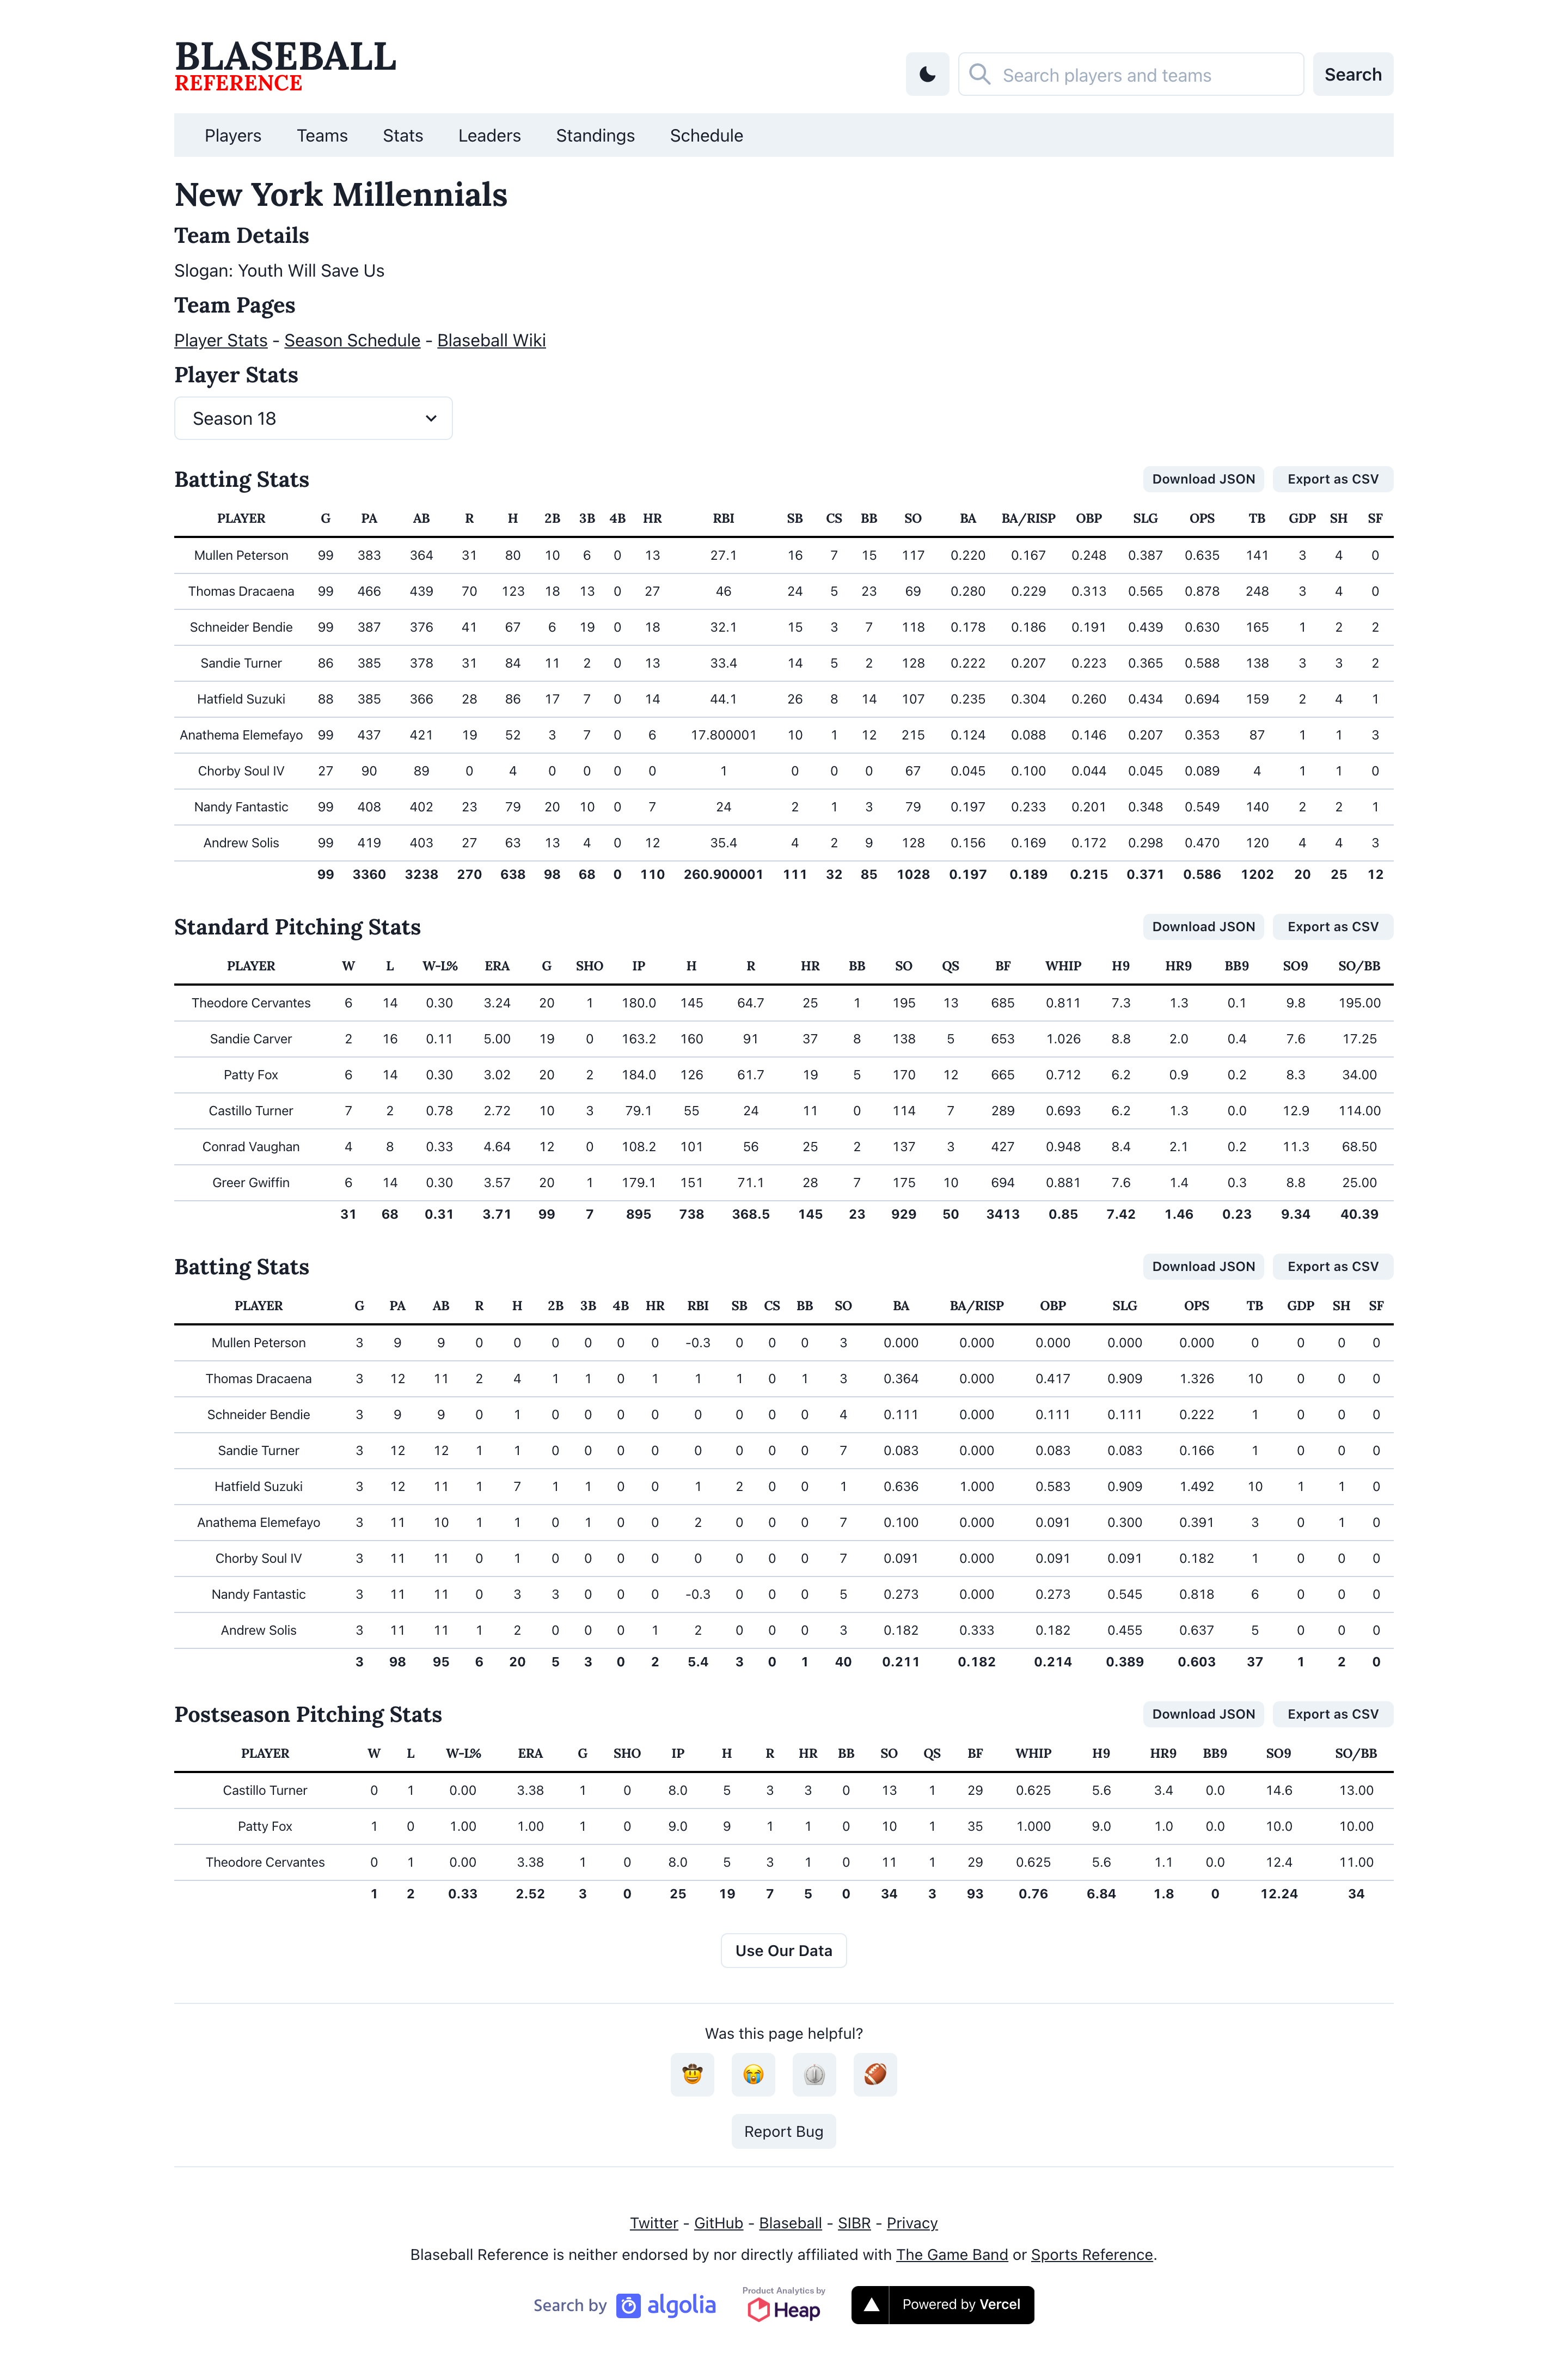 BLASEBALL
REFERENCE
Search players and teams
Search
Players Teams Stats Leaders Standings Schedule
New York Millennials
Team Details
Slogan: Youth Will Save Us
Team Pages
Player Stats - Season Schedule - Blaseball Wiki
Player Stats
Season 18
Batting Stats
Download JSON Export as CSV
PLAYER G PA AB R H 2B 3B 4B HR RBI SB CS BB SO BA BA/RISP OBP SLG OPS TB GDP SH SF
Mullen Peterson 99 383 364 31 80 10 6 0 13 27.1 16 7 15 117 0.220 0.167 0.248 0.387 0.635 141 3 4 0
Thomas Dracaena 99 466 439 70 123 18 13 0 27 46 24 5 23 69 0.280 0.229 0.313 0.565 0.878 248 3 4 0
Schneider Bendie 99 387 376 41 67 6 19 0 18 32.1 15 3 7 118 0.178 0.186 0.191 0.439 0.630 165 1 2 2
Sandie Turner 86 385 378 31 84 11 2 0 13 33.4 14 5 2 128 0.222 0.207 0.223 0.365 0.588 138 3 3 2
Hatfield Suzuki 88 385 366 28 86 17 7 0 14 44.1 26 8 14 107 0.235 0.304 0.260 0.434 0.694 159 2 4 1
Anathema Elemefayo 99 437 421 19 52 3 7 0 6 17.800001 10 1 12 215 0.124 0.088 0.146 0.207 0.353 87 1 1 3
Chorby Soul IV 27 90 89 0 4 0 0 0 0 1 0 0 0 67 0.045 0.100 0.044 0.045 0.089 4 1 1 0
Nandy Fantastic 99 408 402 23 79 20 10 0 7 24 2 1 3 79 0.197 0.233 0.201 0.348 0.549 140 2 2 1
Andrew Solis 99 419 403 27 63 13 4 0 12 35.4 4 2 9 128 0.156 0.169 0.172 0.298 0.470 120 4 4 3
99 3360 3238 270 638 98 68 0 110 260.900001 111 32 85 1028 0.197 0.189 0.215 0.371 0.586 1202 20 25 12
Standard Pitching Stats
Download JSON Export as CSV
PLAYER W L W-L% ERA G SHO IP H R HR BB SO QS BF WHIP H9 HR9 BB9 SO9 SO/BB
Theodore Cervantes 6 14 0.30 3.24 20 1 180.0 145 64.7 25 1 195 13 685 0.811 7.3 1.3 0.1 9.8 195.00
Sandie Carver 2 16 0.11 5.00 19 0 163.2 160 91 37 8 138 5 653 1.026 8.8 2.0 0.4 7.6 17.25
Patty Fox 6 14 0.30 3.02 20 2 184.0 126 61.7 19 5 170 12 665 0.712 6.2 0.9 0.2 8.3 34.00
Castillo Turner 7 2 0.78 2.72 10 3 79.1 55 24 11 0 114 7 289 0.693 6.2 1.3 0.0 12.9 114.00
Conrad Vaughan 4 8 0.33 4.64 12 0 108.2 101 56 25 2 137 3 427 0.948 8.4 2.1 0.2 11.3 68.50
Greer Gwiffin 6 14 0.30 3.57 20 1 179.1 151 71.1 28 7 175 10 694 0.881 7.6 1.4 0.3 8.8 25.00
31 68 0.31 3.71 99 7 895 738 368.5 145 23 929 50 3413 0.85 7.42 1.46 0.23 9.34 40.39
Batting Stats
Download JSON Export as CSV
PLAYER G PA AB R H 2B 3B 4B HR RBI SB CS BB SO BA BA/RISP OBP SLG OPS TB GDP SH SF
Mullen Peterson 3 9 9 0 0 0 0 0 0 -0.3 0 0 0 3 0.000 0.000 0.000 0.000 0.000 0 0 0 0
Thomas Dracaena 3 12 11 2 4 1 1 0 1 1 1 0 1 3 0.364 0.000 0.417 0.909 1.326 10 0 0 0
Schneider Bendie 3 9 9 0 1 0 0 0 0 0 0 0 0 4 0.111 0.000 0.111 0.111 0.222 1 0 0 0
Sandie Turner 3 12 12 1 1 0 0 0 0 0 0 0 0 7 0.083 0.000 0.083 0.083 0.166 1 0 0 0
Hatfield Suzuki 3 12 11 1 7 1 1 0 0 1 2 0 0 1 0.636 1.000 0.583 0.909 1.492 10 1 1 0
Anathema Elemefayo 3 11 10 1 1 0 1 0 0 2 0 0 0 7 0.100 0.000 0.091 0.300 0.391 3 0 1 0
Chorby Soul IV 3 11 11 0 1 0 0 0 0 0 0 0 0 7 0.091 0.000 0.091 0.091 0.182 1 0 0 0
Nandy Fantastic 3 11 11 0 3 3 0 0 0 -0.3 0 0 0 5 0.273 0.000 0.273 0.545 0.818 6 0 0 0
Andrew Solis 3 11 11 1 2 0 0 0 1 2 0 0 0 3 0.182 0.333 0.182 0.455 0.637 5 0 0 0
3 98 95 6 20 5 3 0 2 5.4 3 0 1 40 0.211 0.182 0.214 0.389 0.603 37 1 2 0
Postseason Pitching Stats
Download JSON Export as CSV
PLAYER W L W-L% ERA G SHO IP H R HR BB SO QS BF WHIP H9 HR9 BB9 SO9 SO/BB
Castillo Turner 0 1 0.00 3.38 1 0 8.0 5 3 3 0 13 1 29 0.625 5.6 3.4 0.0 14.6 13.00
Patty Fox 1 0 1.00 1.00 1 0 9.0 9 1 1 0 10 1 35 1.000 9.0 1.0 0.0 10.0 10.00
Theodore Cervantes 0 1 0.00 3.38 1 0 8.0 5 3 1 0 11 1 29 0.625 5.6 1.1 0.0 12.4 11.00
1 2 0.33 2.52 3 0 25 19 7 5 0 34 3 93 0.76 6.84 1.8 0 12.24 34
Use Our Data
Was this page helpful?
Report Bug
Twitter - GitHub - Blaseball - SIBR - Privacy
Blaseball Reference is neither endorsed by nor directly affiliated with The Game Band or Sports Reference.
Search by algolia
Product Analytics by
Heap
Powered by Vercel